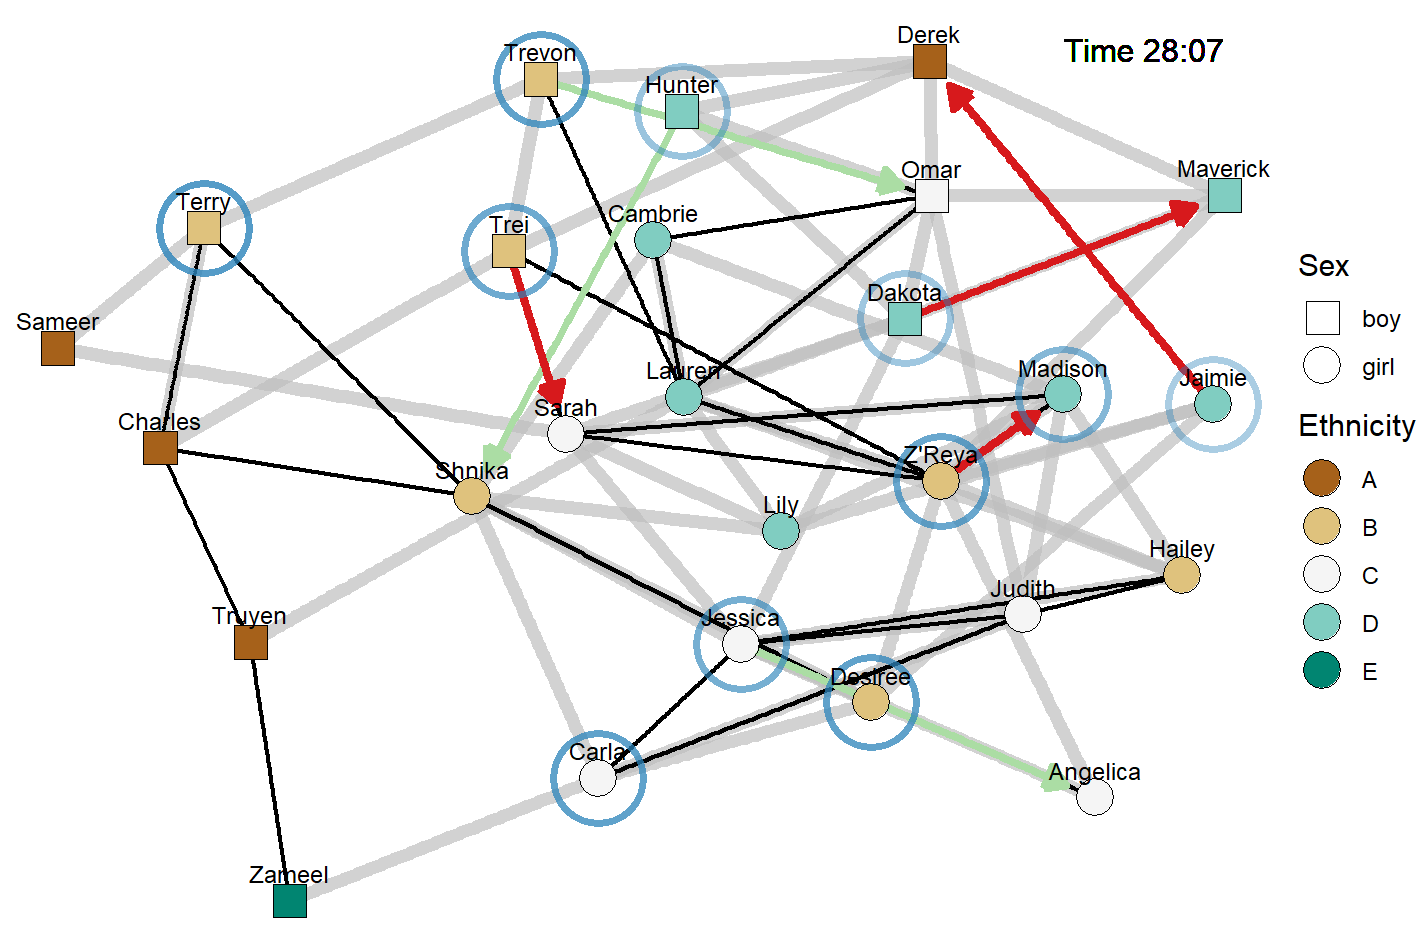 Derek
Time 28:07
Trevon
Hunter
Omar
Maverick
Terry
Trei
Cambrie
Sex
Dakota
boy
Sameer
girl
Lauren
Madison
Jaimie
Charles
Sarah
Ethnicity
Shnika
Z'Reya
A
Lily
B
Hailey
C
Truyen
Jessica
Judith
D
Desiree
E
Carla
Angelica
Zameel